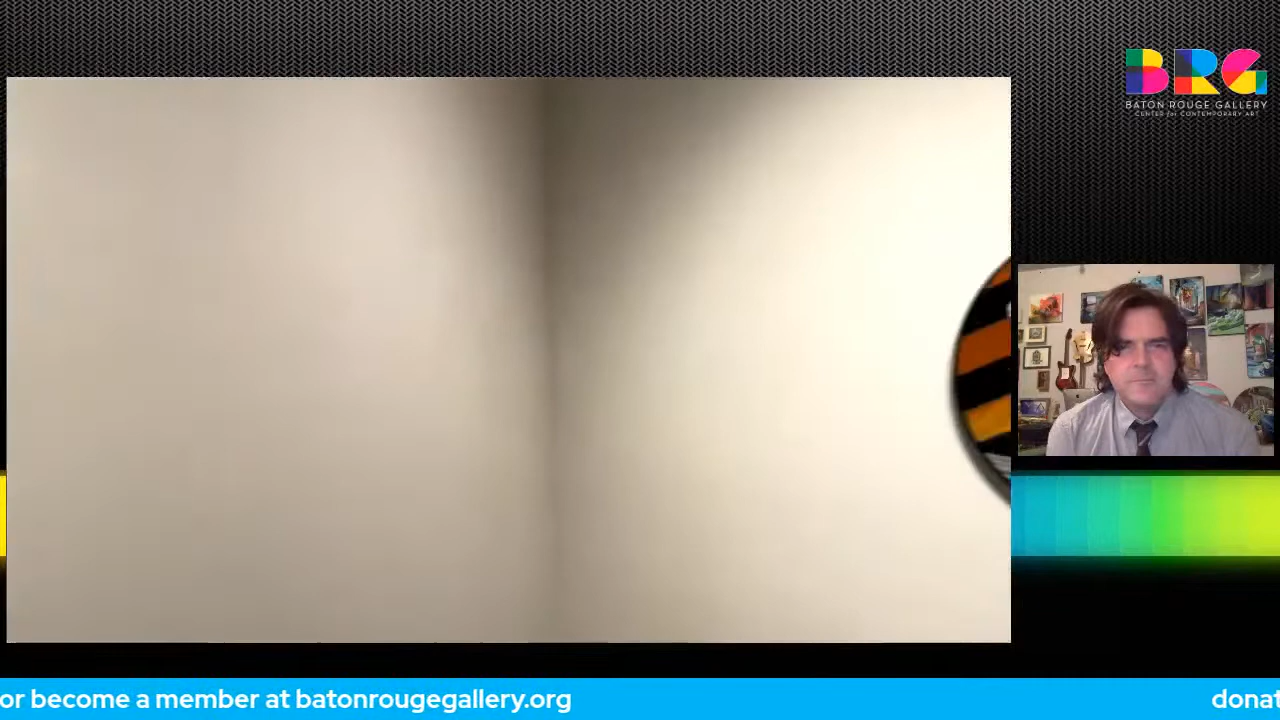 BRG
BATON ROUGE GALLERY
CENTER for CONTEMPORARY ART
or become a member at batonrougegallery.org
donat